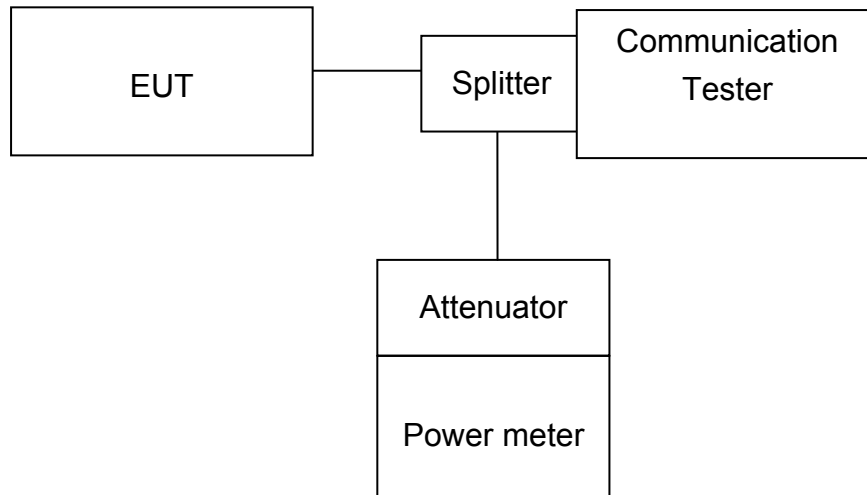 EUT
Splitter
Communication
Tester
Attenuator
Power meter